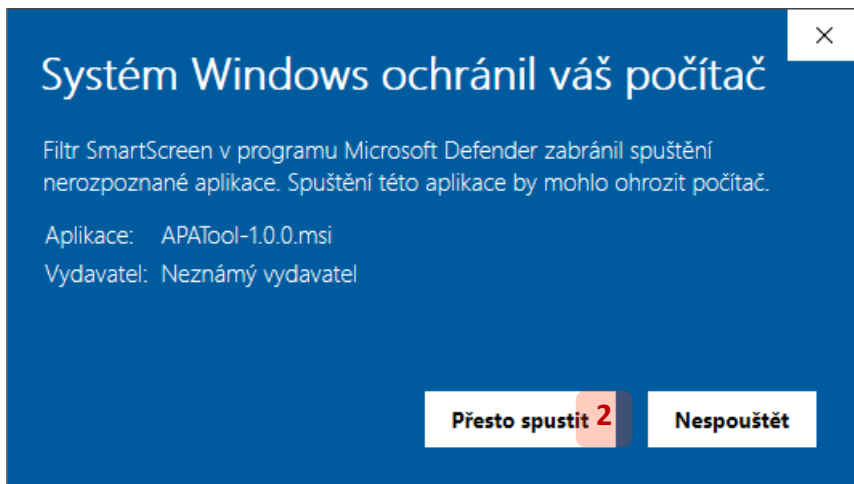 Systém Windows ochránil váš počítač
Filtr SmartScreen v programu Microsoft Defender zabránil spuštění
nerozpoznané aplikace. Spuštění této aplikace by mohlo ohrozit počítač.
Aplikace: APATool-1.0.0.msi
Vydavatel: Neznámý vydavatel
Přesto spustit 2 Nespouštět